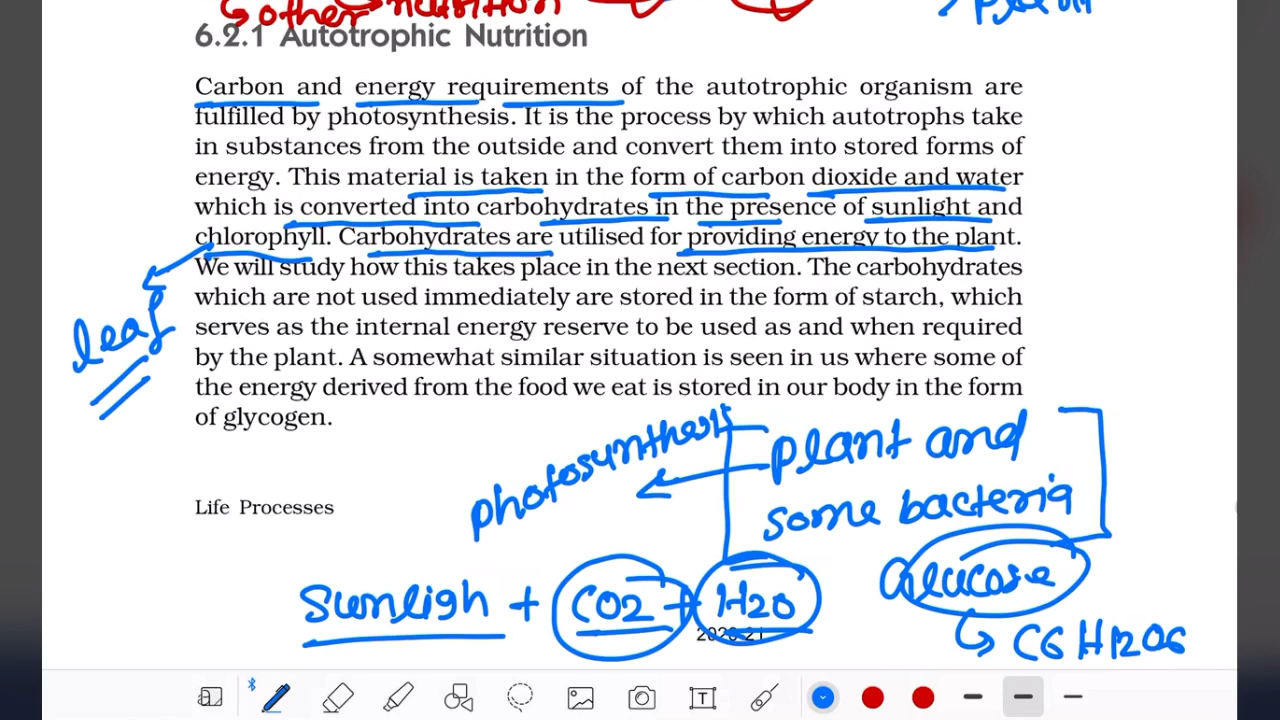 other nutrition
6.2.1 Autotrophic Nutrition
Carbon and energy requirements of the autotrophic organism are
fulfilled by photosynthesis. It is the process by which autotrophs take
in substances from the outside and convert them into stored forms of
energy. This material is taken in the form of carbon dioxide and water
which is converted into carbohydrates in the presence of sunlight and
chlorophyll. Carbohydrates are utilised for providing energy to the plant.
We will study how this takes place in the next section. The carbohydrates
which are not used immediately are stored in the form of starch, which
serves as the internal energy reserve to be used as and when required
by the plant. A somewhat similar situation is seen in us where some of
the energy derived from the food we eat is stored in our body in the form
of glycogen.
leaf
plant and
photosynthesis
some bacteria
Life Processes
Glucose
Sunligh + CO2 + H2O
2020-21
C6 H12O6
T